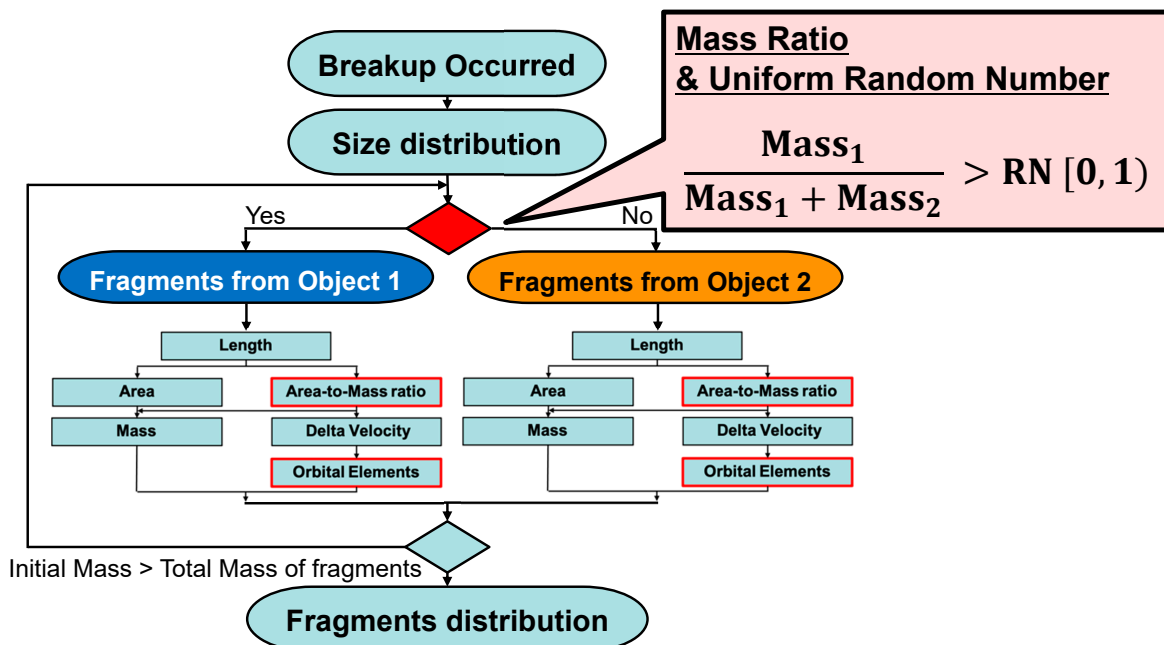 Breakup Occurred
Size distribution
Mass Ratio
& Uniform Random Number
Mass₁
Mass₁ + Mass₂ > RN [0, 1)
Yes
No
Fragments from Object 1
Fragments from Object 2
Length
Area
Area-to-Mass ratio
Mass
Delta Velocity
Orbital Elements
Length
Area
Area-to-Mass ratio
Mass
Delta Velocity
Orbital Elements
Initial Mass > Total Mass of fragments
Fragments distribution